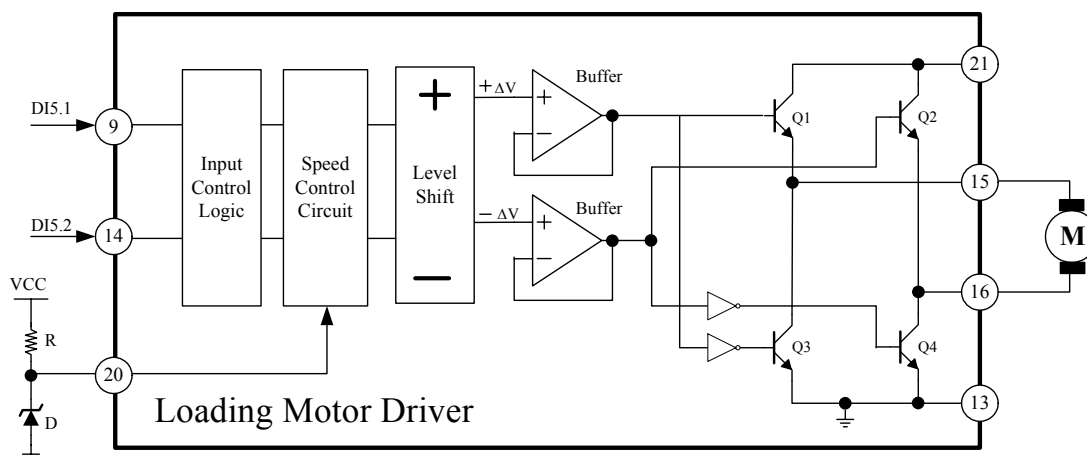 21
Buffer
+ΔV
+
−
Q1
Q2
DI5.1
9
Input
Control
Logic
Speed
Control
Circuit
+
Level
Shift
−
15
Buffer
−ΔV
+
−
DI5.2
14
M
VCC
16
R
Q3
Q4
20
D
Loading Motor Driver
13